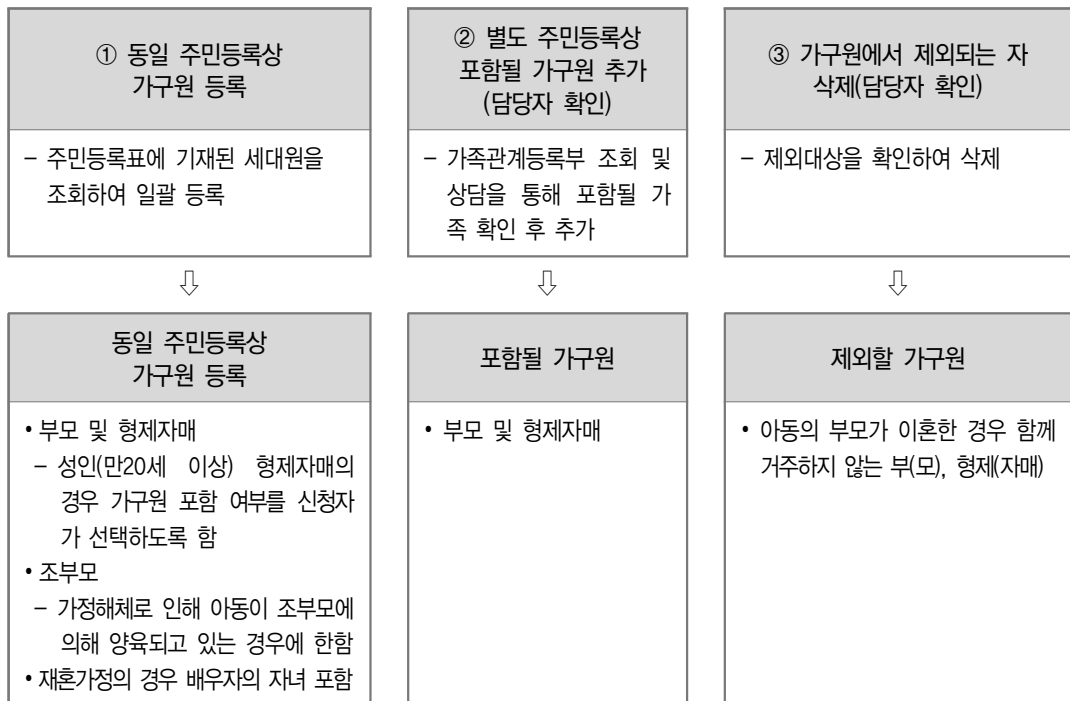 ① 동일 주민등록상
가구원 등록
– 주민등록표에 기재된 세대원을
조회하여 일괄 등록
② 별도 주민등록상
포함될 가구원 추가
(담당자 확인)
– 가족관계등록부 조회 및
상담을 통해 포함될 가
족 확인 후 추가
③ 가구원에서 제외되는 자
삭제(담당자 확인)
– 제외대상을 확인하여 삭제
⇩
⇩
⇩
동일 주민등록상
가구원 등록
• 부모 및 형제자매
– 성인(만20세 이상) 형제자매의
경우 가구원 포함 여부를 신청자
가 선택하도록 함
• 조부모
– 가정해체로 인해 아동이 조부모에
의해 양육되고 있는 경우에 한함
• 재혼가정의 경우 배우자의 자녀 포함
포함될 가구원
• 부모 및 형제자매
제외할 가구원
• 아동의 부모가 이혼한 경우 함께
거주하지 않는 부(모), 형제(자매)